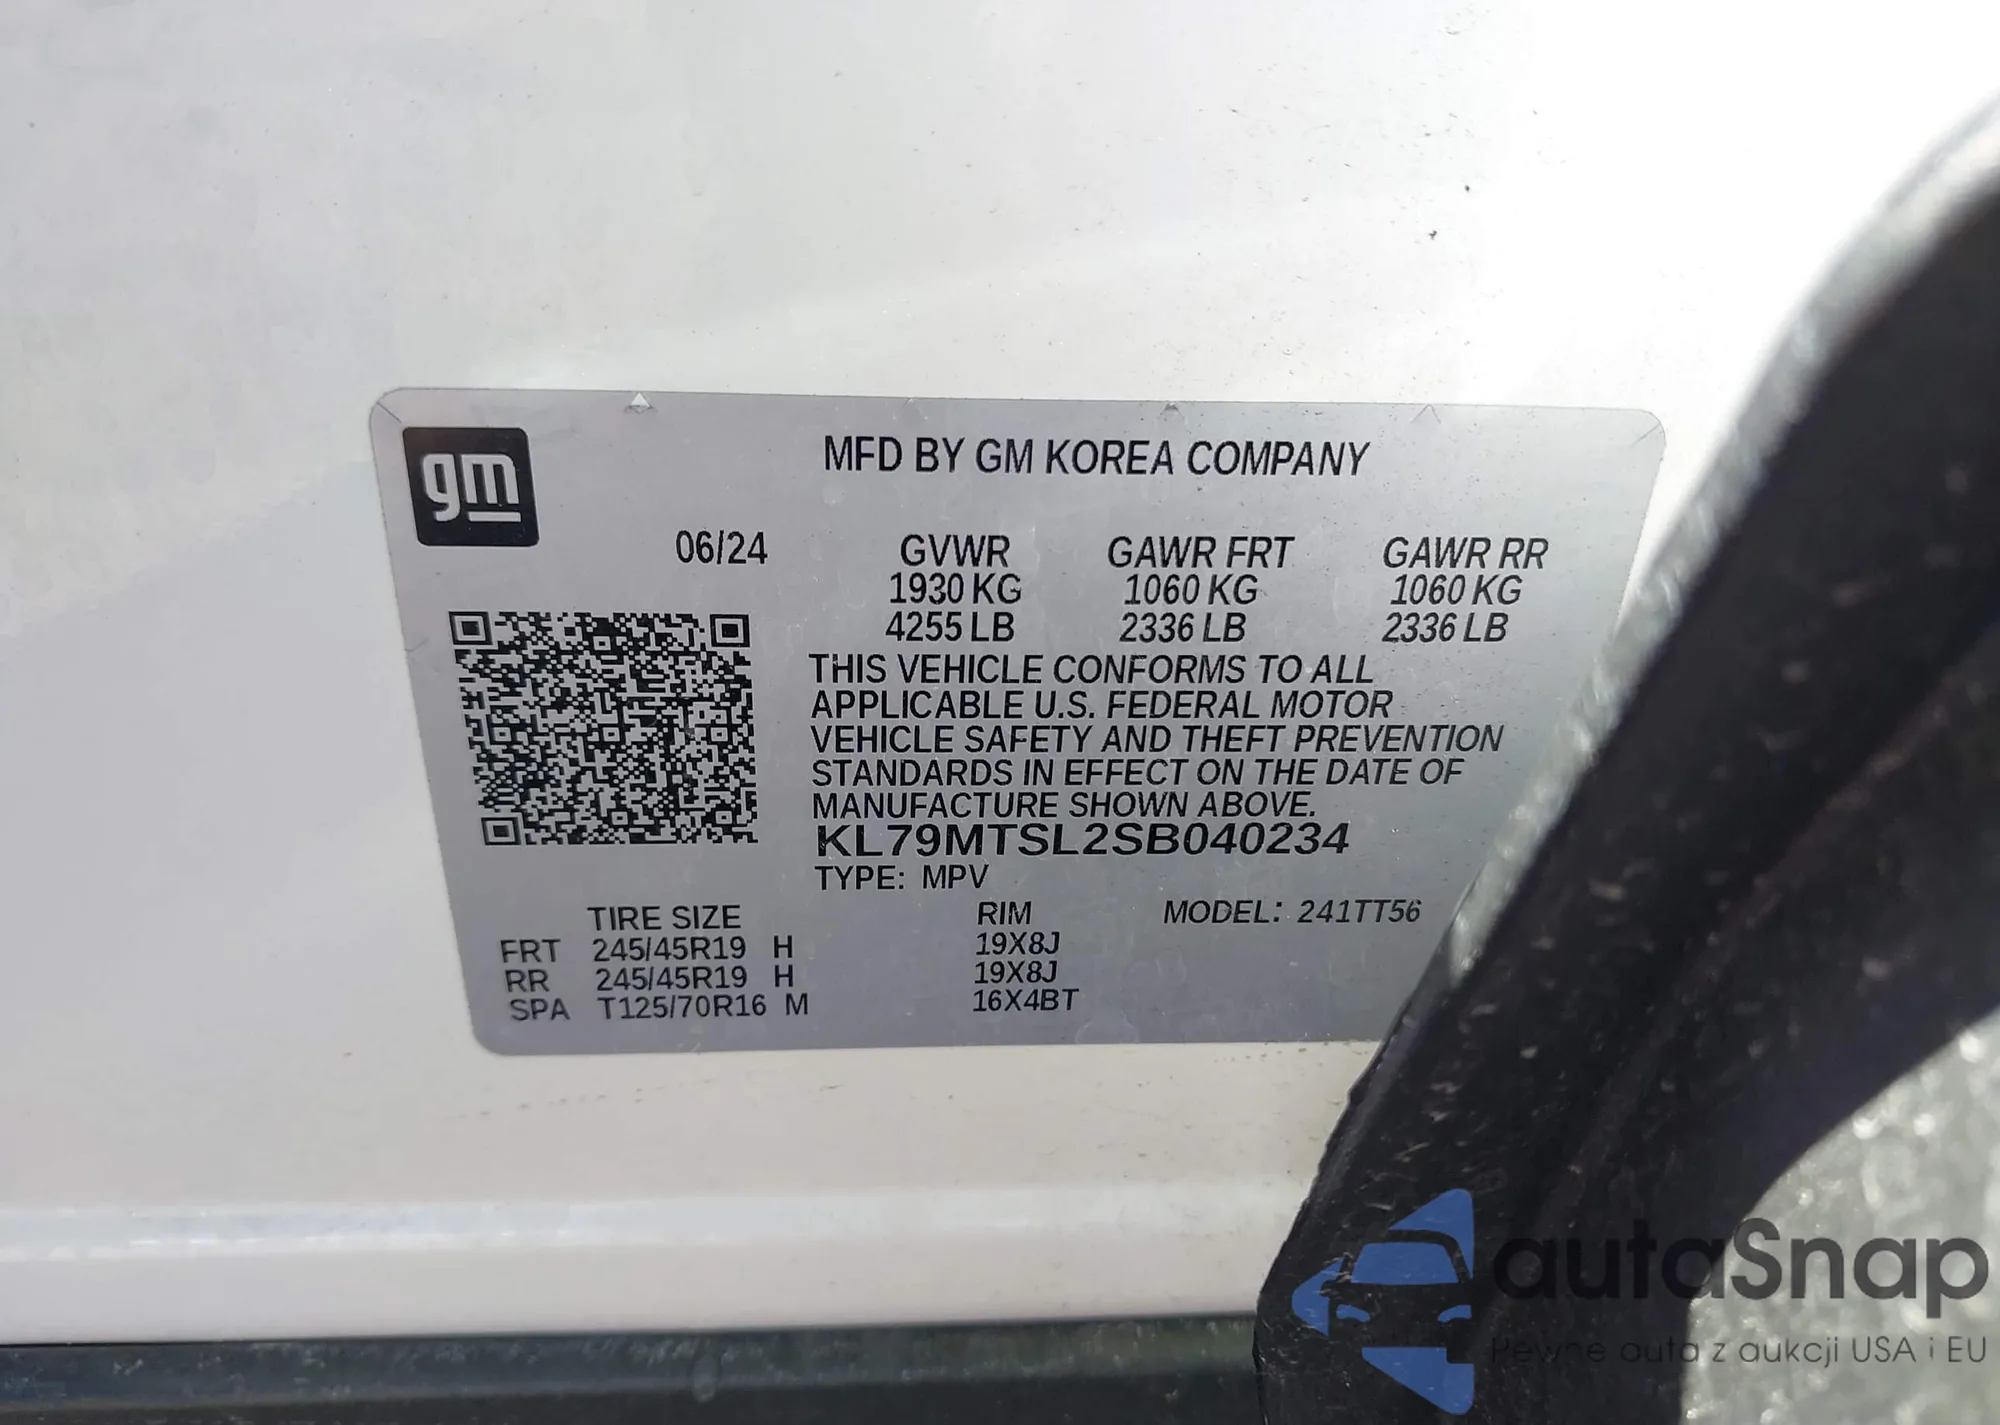 gm
MFD BY GM KOREA COMPANY
06/24 GVWR GAWR FRT GAWR RR
1930 KG 1060 KG 1060 KG
4255 LB 2336 LB 2336 LB
THIS VEHICLE CONFORMS TO ALL
APPLICABLE U.S. FEDERAL MOTOR
VEHICLE SAFETY AND THEFT PREVENTION
STANDARDS IN EFFECT ON THE DATE OF
MANUFACTURE SHOWN ABOVE.
KL79MTSL2SB040234
TYPE: MPV
TIRE SIZE RIM MODEL: 241TT56
FRT 245/45R19 H 19X8J
RR 245/45R19 H 19X8J
SPA T125/70R16 M 16X4BT
autaSnap
Pewne auta z aukcji USA i EU